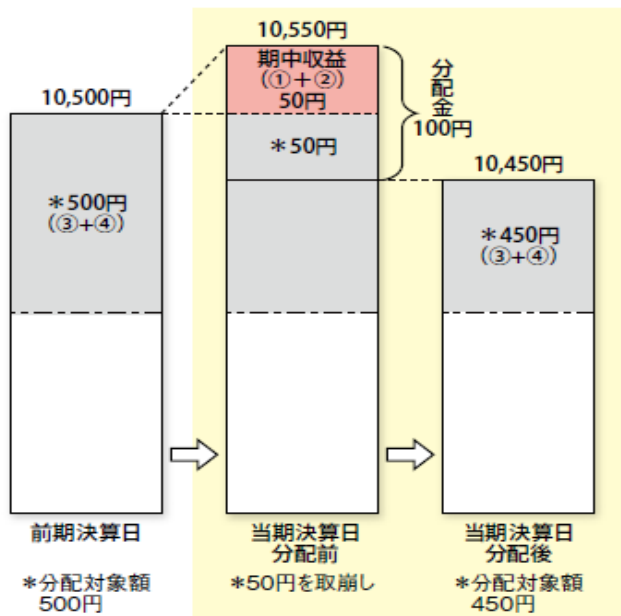 10,500円
＊500円
(③+④)
前期決算日
＊分配対象額
500円
10,550円
期中収益
(①＋②)
50円
＊50円
分配金
100円
当期決算日
分配前
＊50円を取崩し
10,450円
＊450円
(③+④)
当期決算日
分配後
＊分配対象額
450円